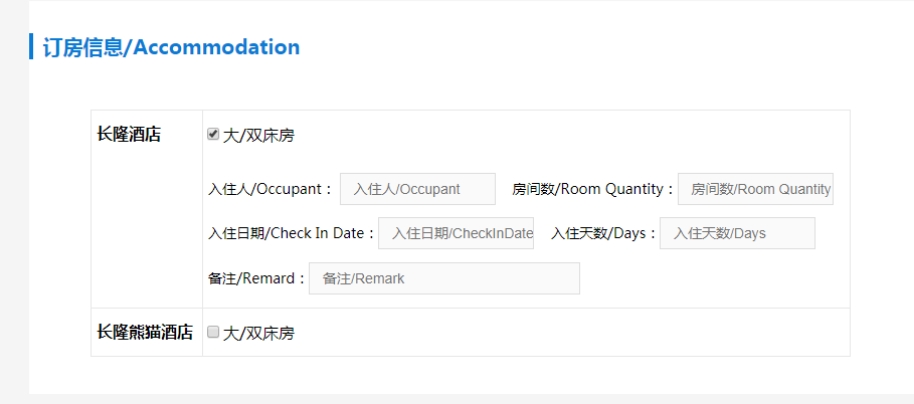 订房信息/Accommodation
长隆酒店 大/双床房
入住人/Occupant： 入住人/Occupant 房间数/Room Quantity： 房间数/Room Quantity
入住日期/Check In Date： 入住日期/CheckInDate 入住天数/Days： 入住天数/Days
备注/Remard： 备注/Remark
长隆熊猫酒店 大/双床房